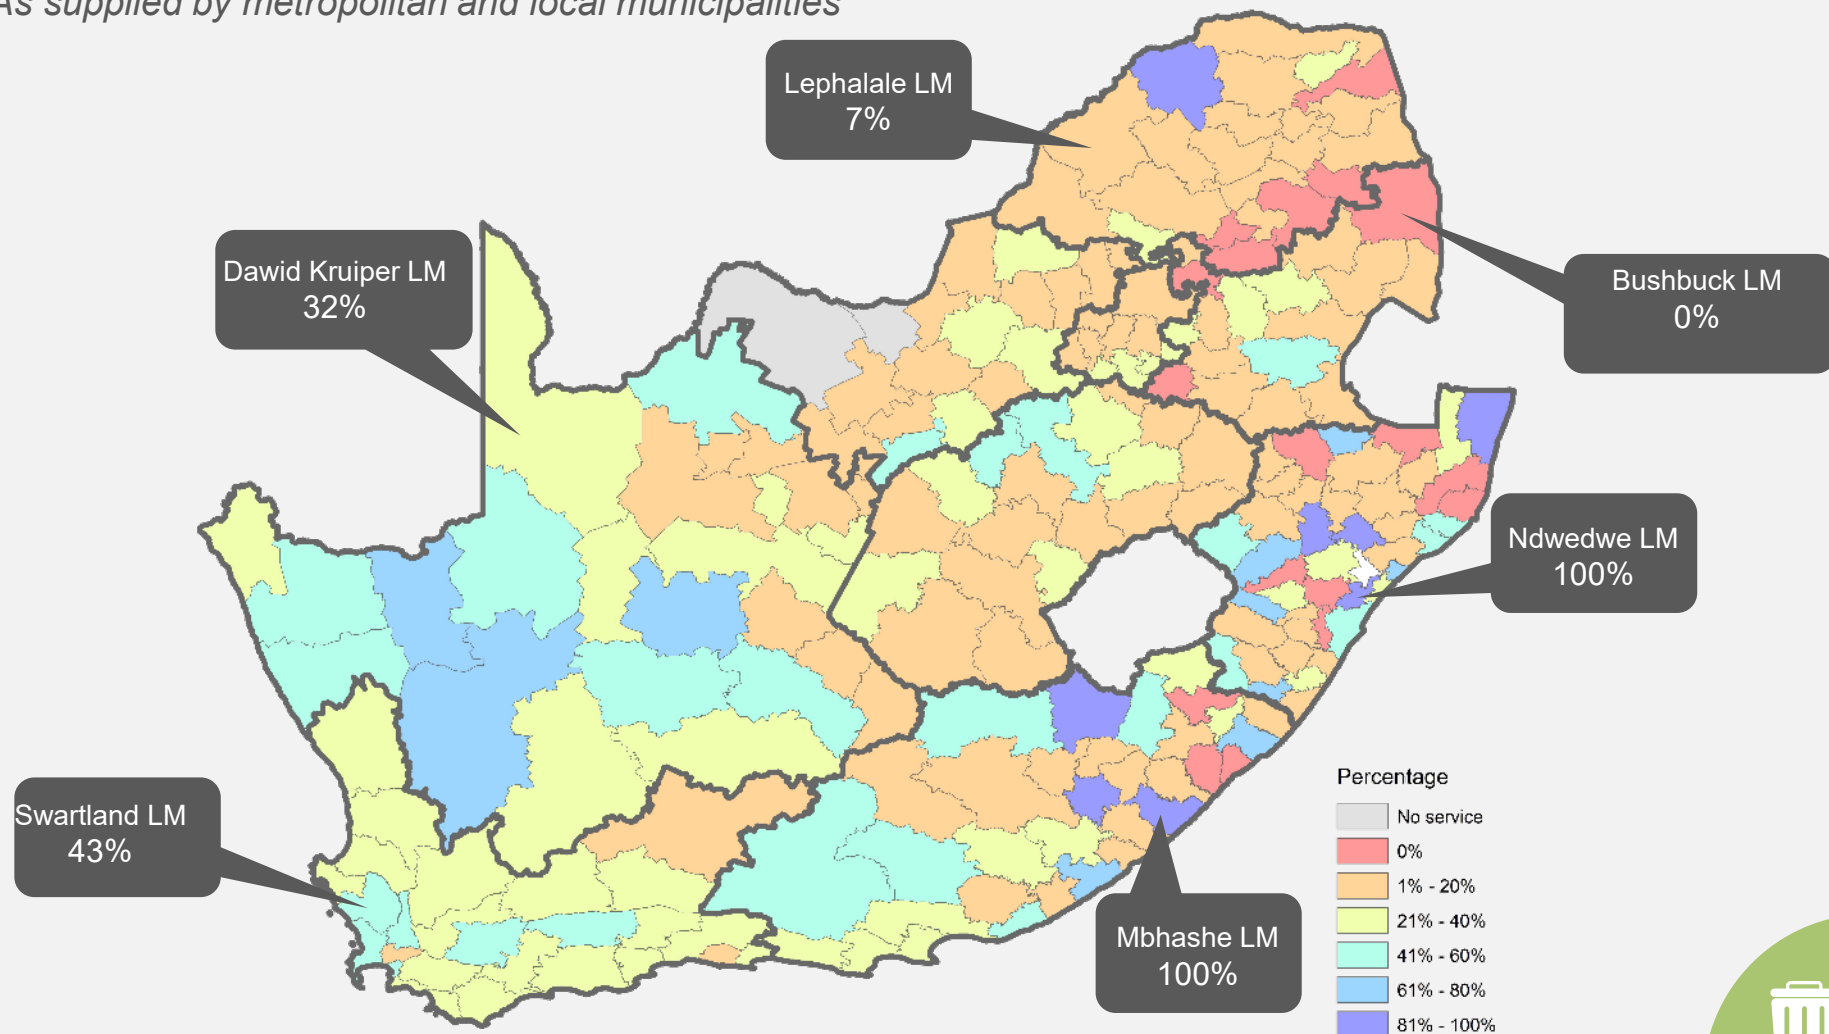 As supplied by metropolitan and local municipalities
Lephalale LM
7%
Dawid Kruiper LM
32%
Bushbuck LM
0%
Ndwedwe LM
100%
Swartland LM
43%
Mbhashe LM
100%
Percentage
No service
0%
1% - 20%
21% - 40%
41% - 60%
61% - 80%
81% - 100%